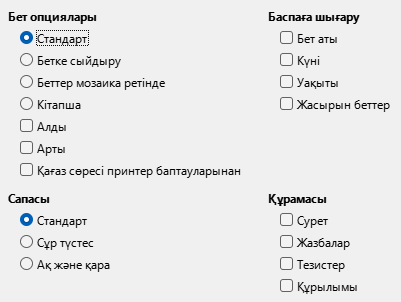 Бет опциялары
Стандарт
Бетке сыйдыру
Беттер мозаика ретінде
Кітапша
Алды
Арты
Қағаз сөресі принтер баптауларынан
Баспаға шығару
Бет аты
Күні
Уақыты
Жасырын беттер
Сапасы
Стандарт
Сұр түстес
Ақ және қара
Құрамасы
Сурет
Жазбалар
Тезистер
Құрылымы